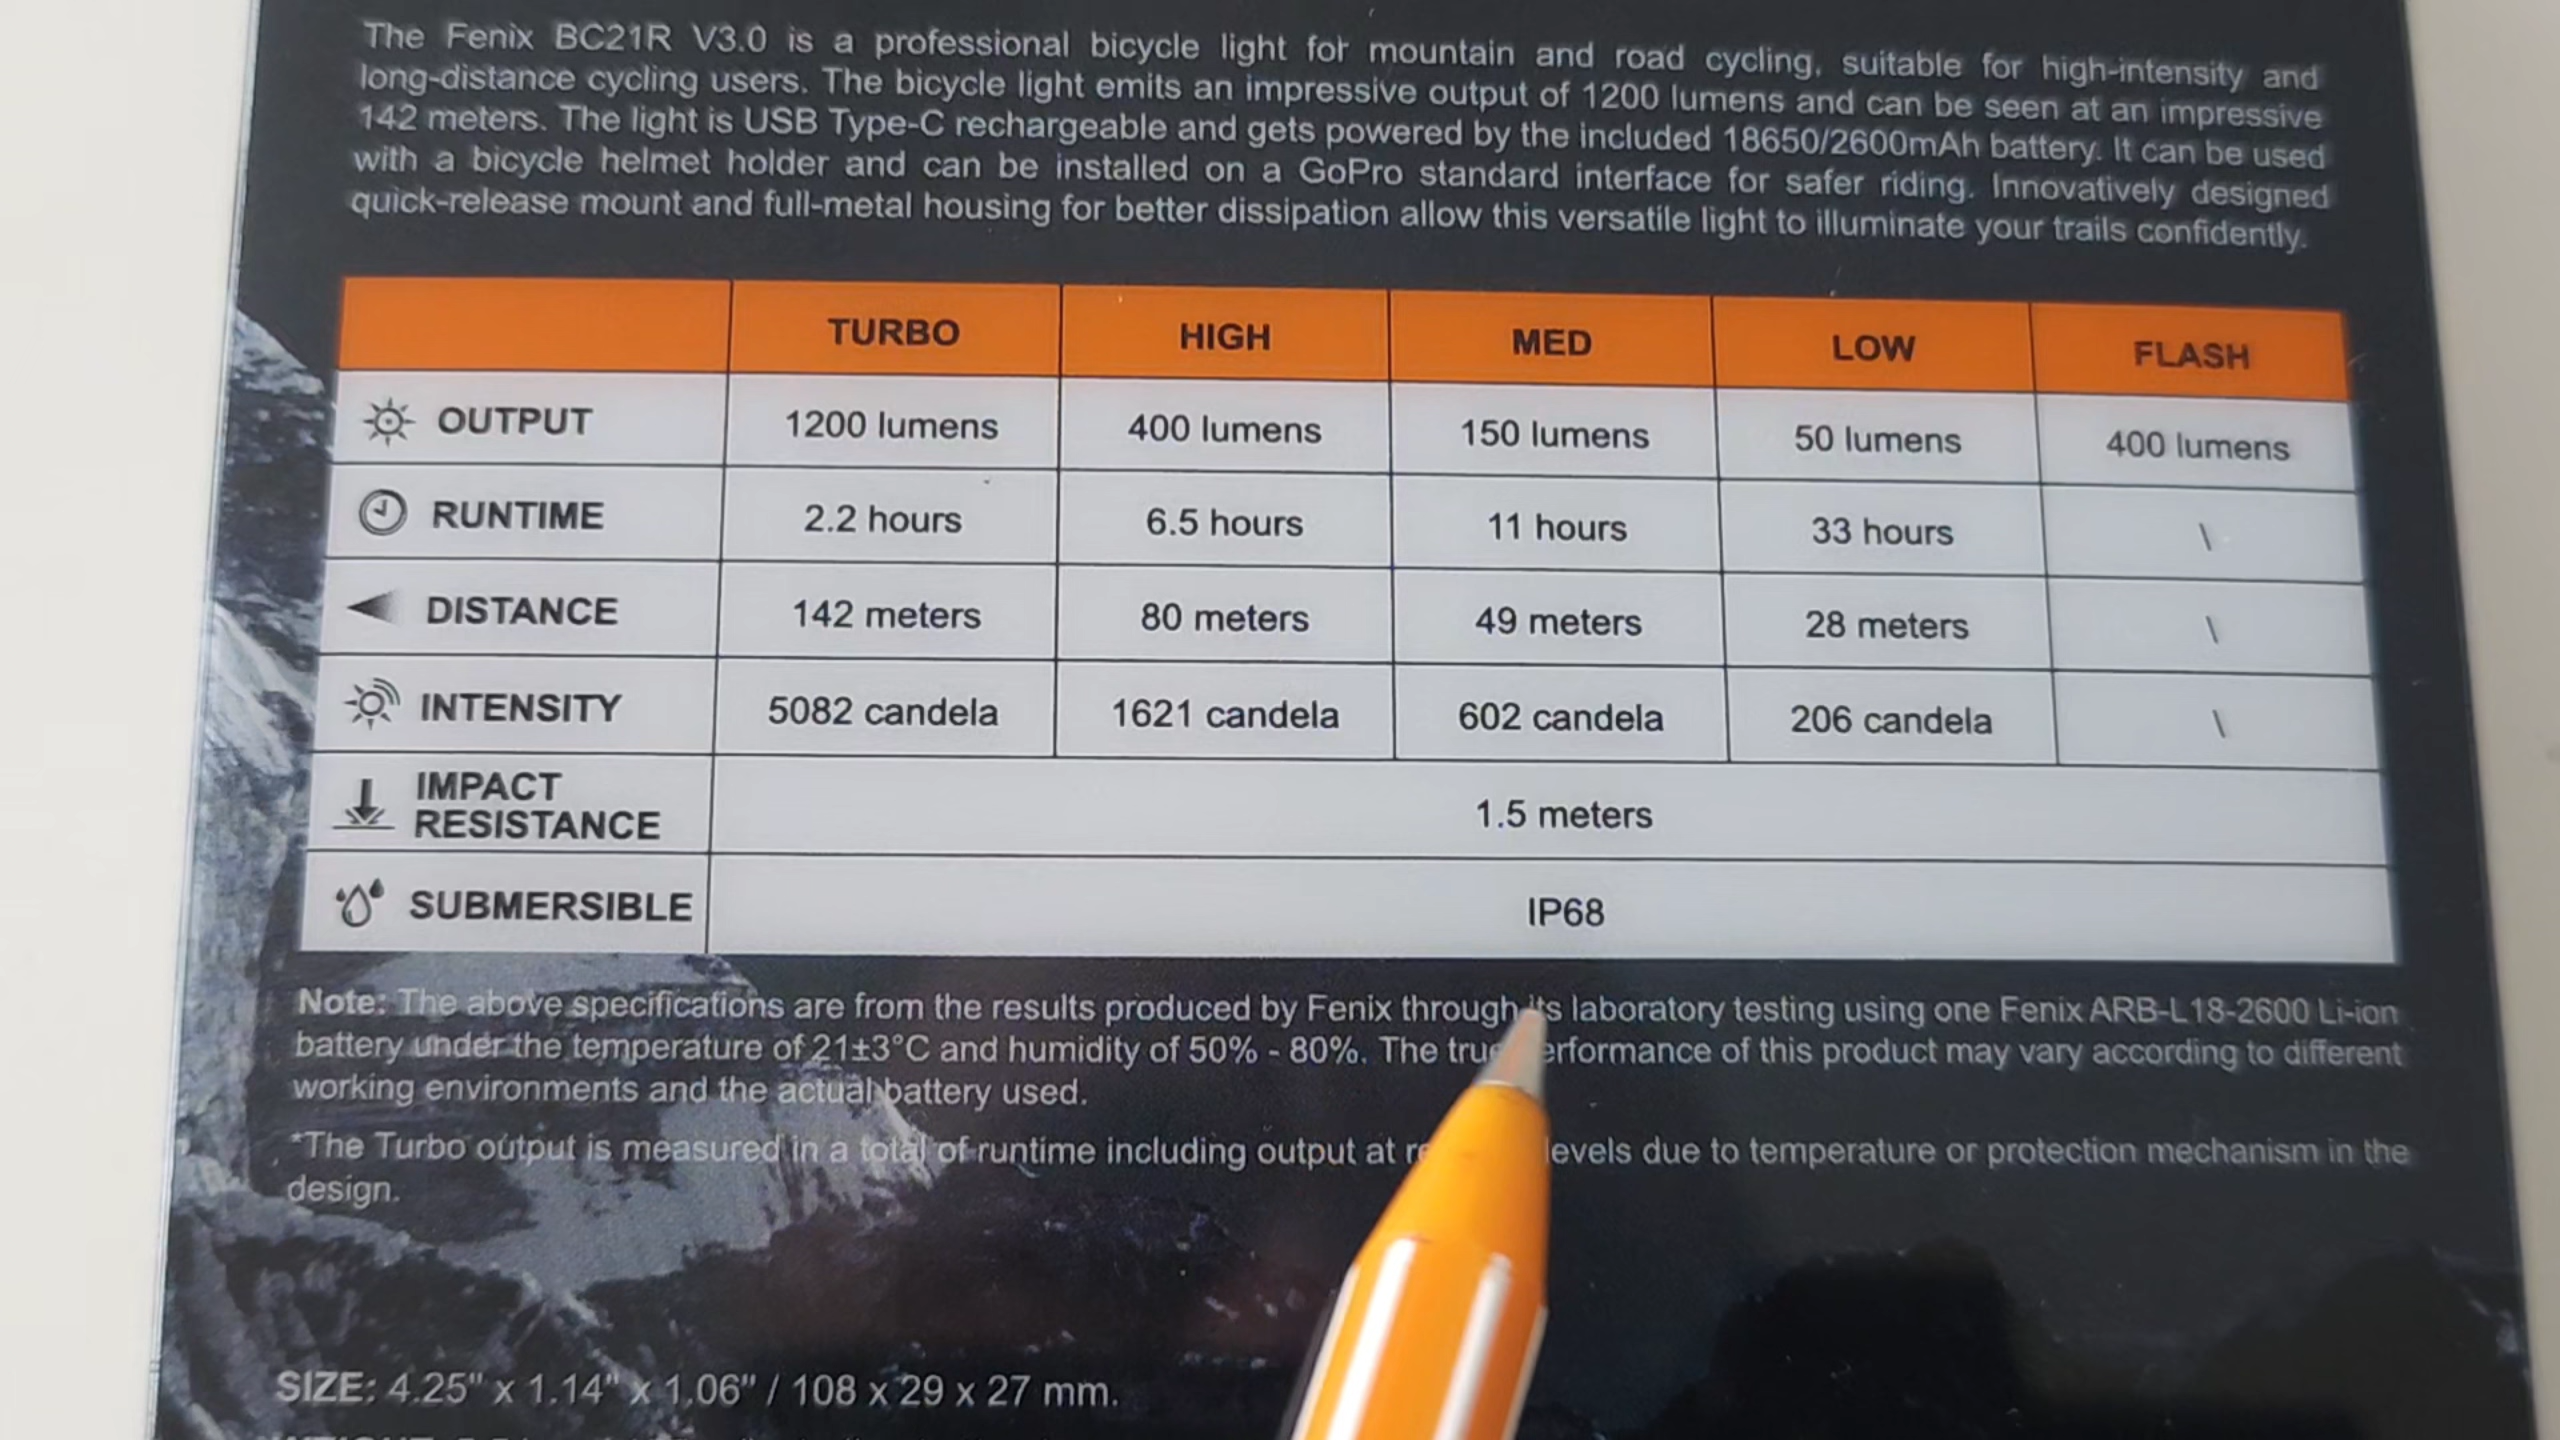 The Fenix BC21R V3.0 is a professional bicycle light for mountain and road cycling, suitable for high-intensity and
long-distance cycling users. The bicycle light emits an impressive output of 1200 lumens and can be seen at an impressive
142 meters. The light is USB Type-C rechargeable and gets powered by the included 18650/2600mAh battery. It can be used
with a bicycle helmet holder and can be installed on a GoPro standard interface for safer riding. Innovatively designed
quick-release mount and full-metal housing for better dissipation allow this versatile light to illuminate your trails confidently.
TURBO HIGH MED LOW FLASH
OUTPUT 1200 lumens 400 lumens 150 lumens 50 lumens 400 lumens
RUNTIME 2.2 hours 6.5 hours 11 hours 33 hours \
DISTANCE 142 meters 80 meters 49 meters 28 meters \
INTENSITY 5082 candela 1621 candela 602 candela 206 candela \
IMPACT
RESISTANCE 1.5 meters
SUBMERSIBLE IP68
Note: The above specifications are from the results produced by Fenix through its laboratory testing using one Fenix ARB-L18-2600 Li-ion
battery under the temperature of 21±3°C and humidity of 50% - 80%. The performance of this product may vary according to different
working environments and the actual battery used.
*The Turbo output is measured in a total of runtime including output at levels due to temperature or protection mechanism in the
design.
SIZE: 4.25" x 1.14" x 1.06" / 108 x 29 x 27 mm.